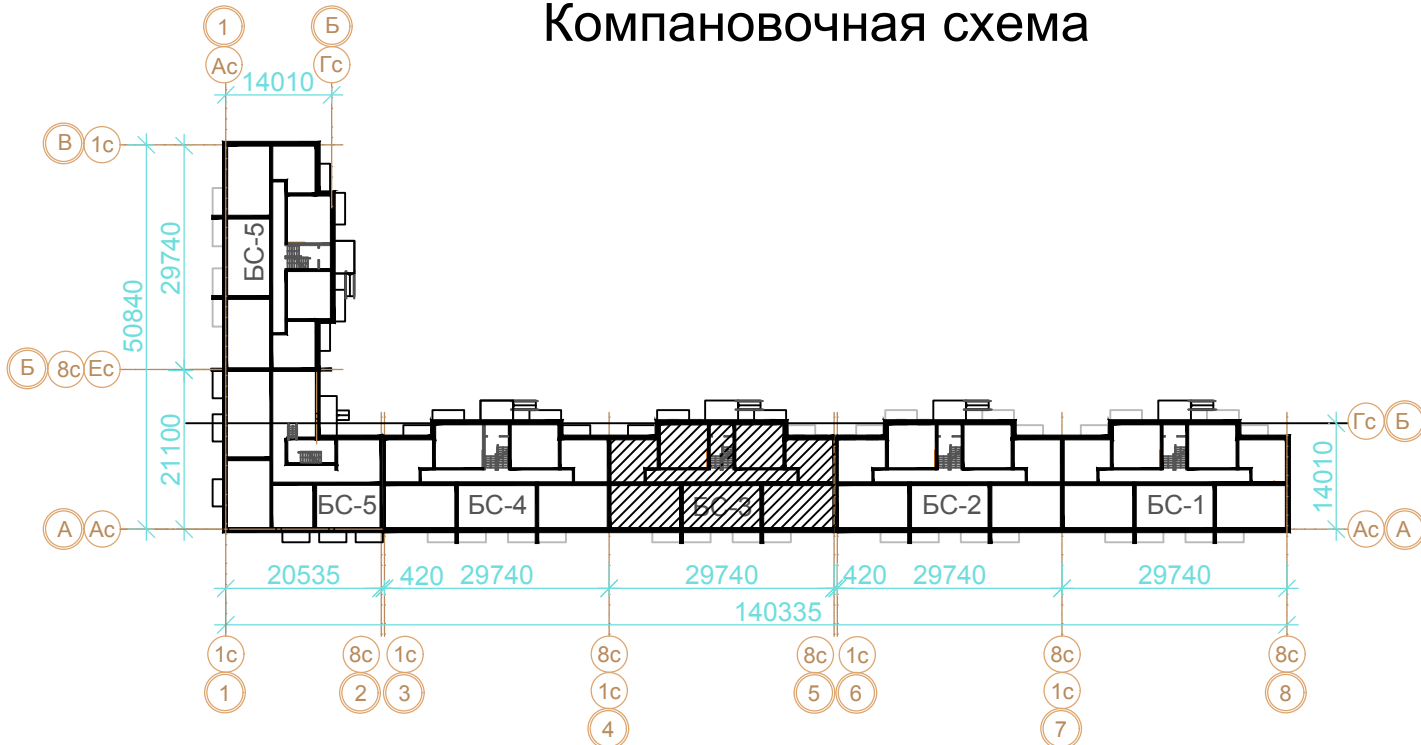 Компановочная схема
1 Б
Ас Гс
14010
В 1с
БС-5
29740
50840
Б 8с Ес
21100
Гс Б
14010
БС-5 БС-4 БС-3 БС-2 БС-1
А Ас
Ас А
20535 420 29740 29740 420 29740 29740
140335
1с 8с 1с 8с 8с 1с 8с 8с
1 2 3 1с 5 6 1с 8
4 7